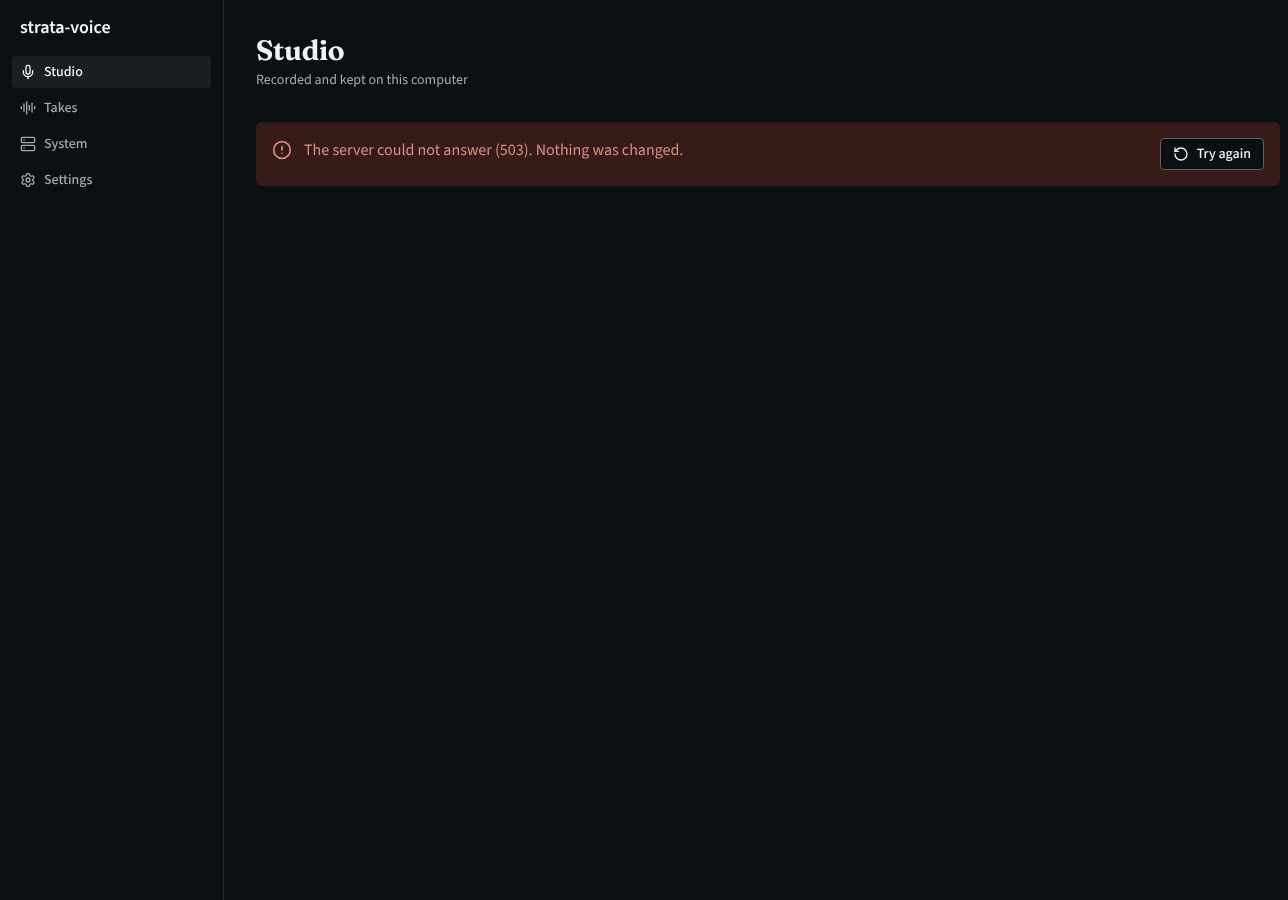 strata-voice
Studio
Takes
System
Settings
Studio
Recorded and kept on this computer
The server could not answer (503). Nothing was changed.
Try again